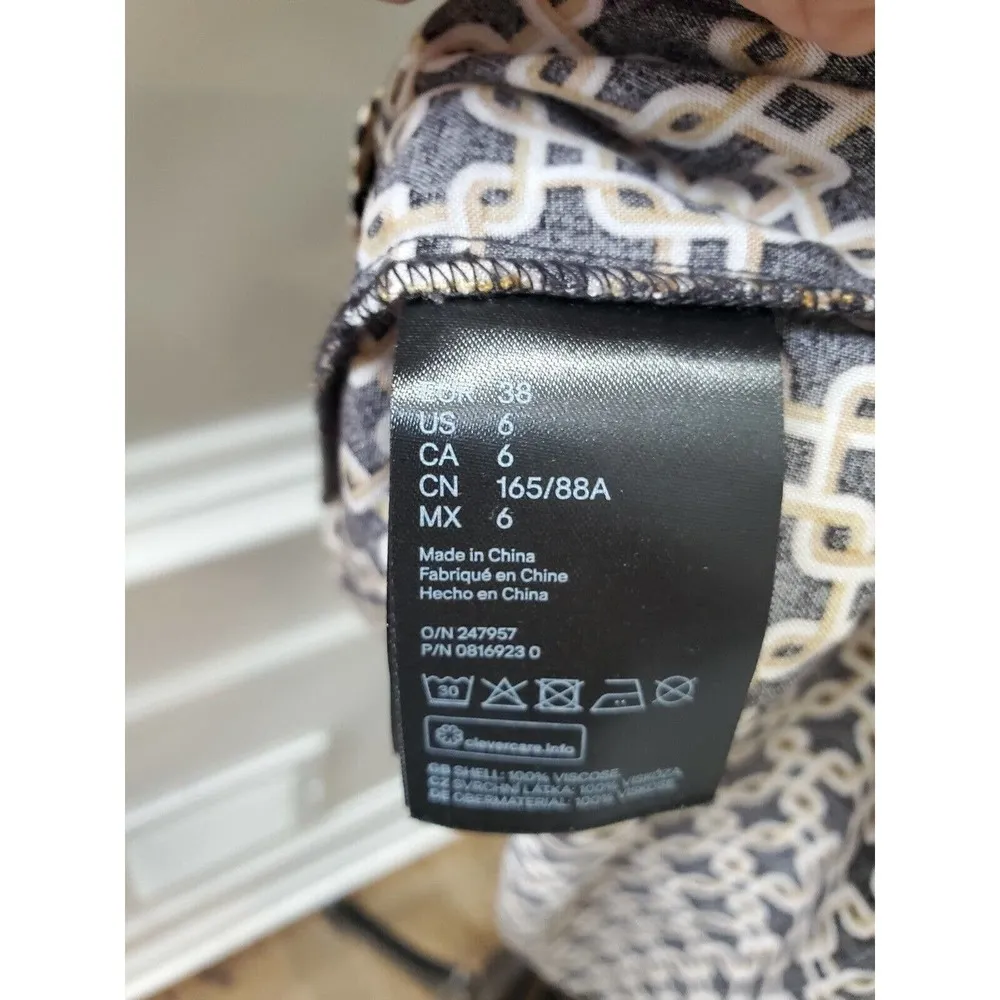 EUR 38
US 6
CA 6
CN 165/88A
MX 6
Made in China
Fabriqué en Chine
Hecho en China
O/N 247957
P/N 0816923 0
30
clevercare.info
GB SHELL: 100% VISCOSE
CZ SVRCHNÍ LÁTKA: 100% VISKÓZA
DE OBERMATERIAL: 100% VISKOSE